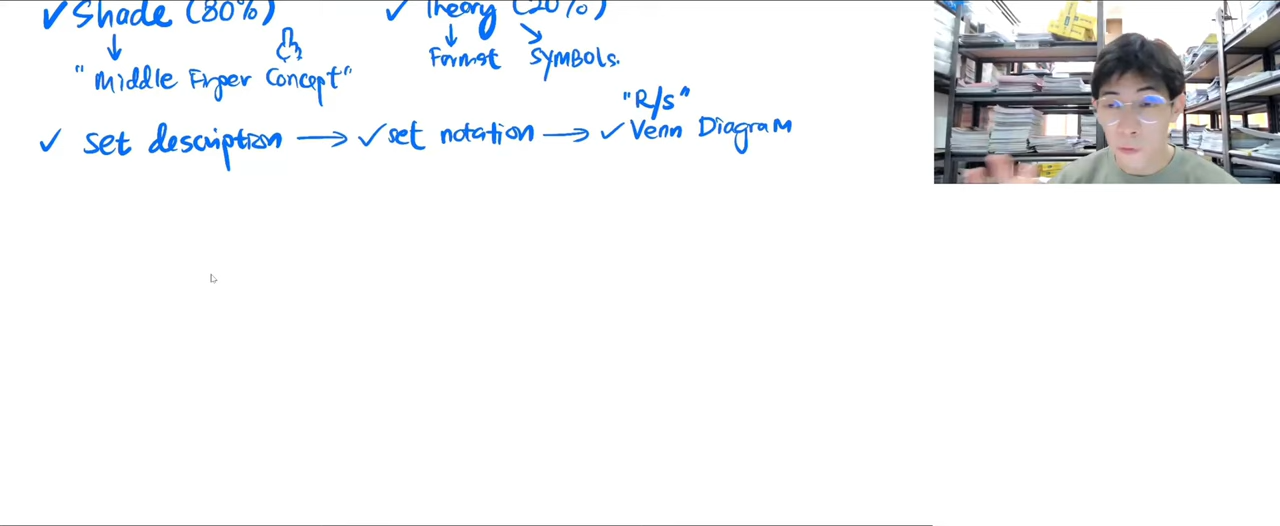 ✓ Shade (80%) ✓ Theory (20%)
↓ ↓ ↘
"Middle Finger Concept" Format SYMBOLS.
"R/s"
✓ set description → ✓ set notation → ✓ Venn Diagram